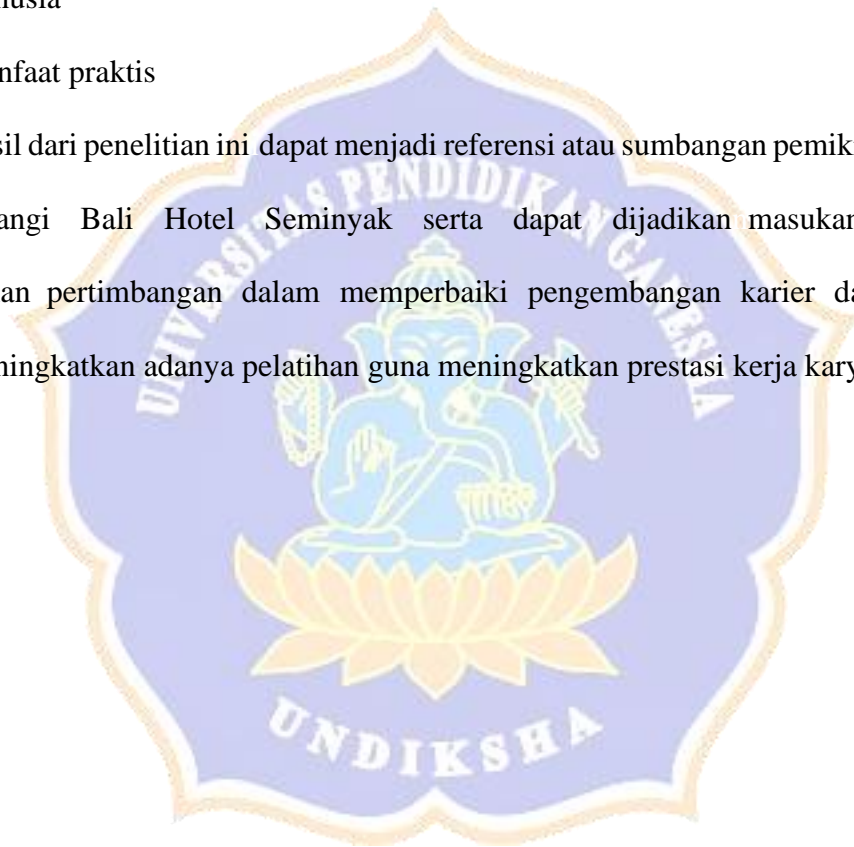 nusia
nfaat praktis
sil dari penelitian ini dapat menjadi referensi atau sumbangan pemik
angi Bali Hotel Seminyak serta dapat dijadikan masukan
an pertimbangan dalam memperbaiki pengembangan karier da
ningkatkan adanya pelatihan guna meningkatkan prestasi kerja kary
UNIVERSITAS PENDIDIKAN GANESHA
UNDIKSHA